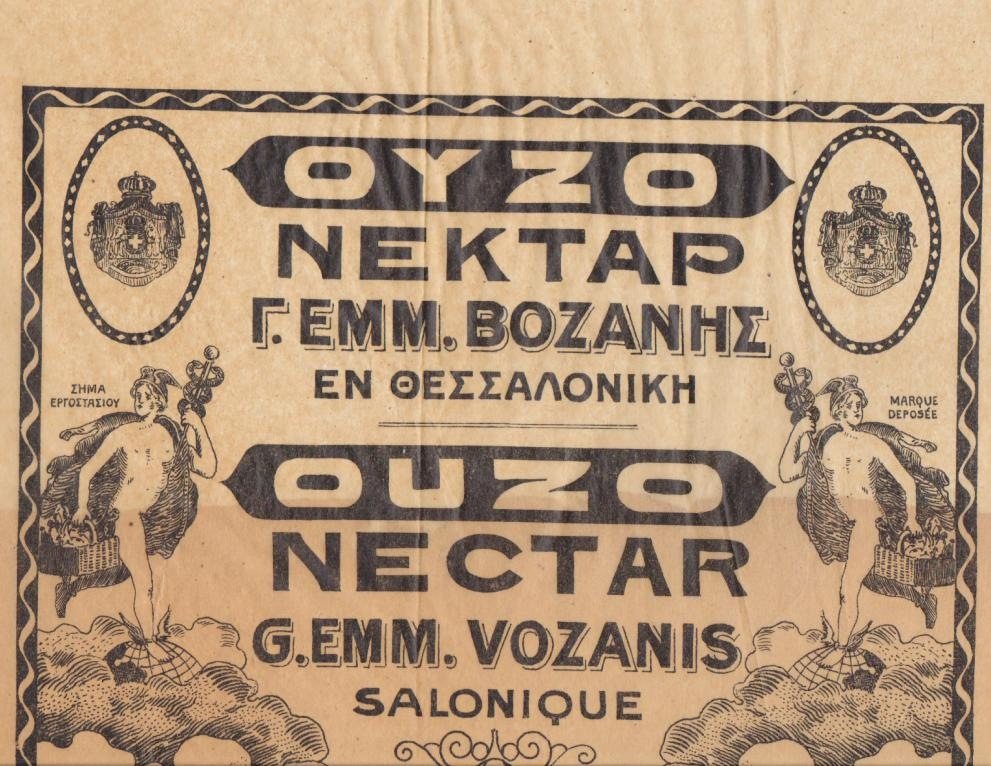 ΟΥΖΟ
ΝΕΚΤΑΡ
Γ. ΕΜΜ. ΒΟΖΑΝΗΣ
ΕΝ ΘΕΣΣΑΛΟΝΙΚΗ
ΣΗΜΑ
ΕΡΓΟΣΤΑΣΙΟΥ
MARQUE
DEPOSÉE
OUZO
NECTAR
G. EMM. VOZANIS
SALONIQUE